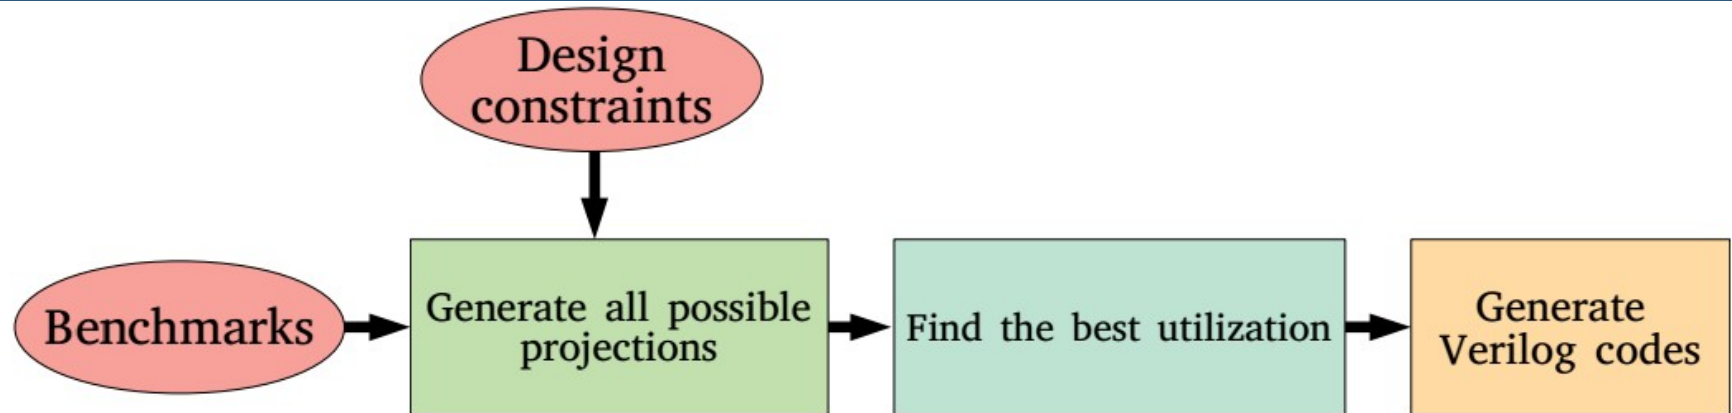 Design
constraints
Benchmarks
Generate all possible
projections
Find the best utilization
Generate
Verilog codes